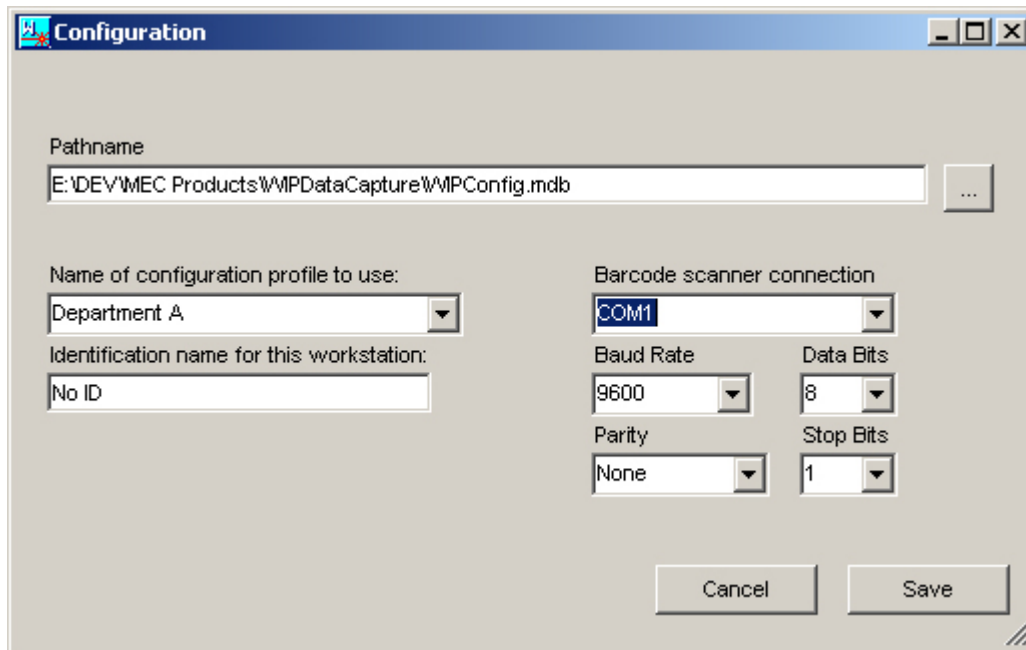 Configuration
Pathname
E:\DEV\MEC Products\WIPDataCapture\WIPConfig.mdb
...
Name of configuration profile to use:
Department A
Identification name for this workstation:
No ID
Barcode scanner connection
COM1
Baud Rate
Data Bits
9600
8
Parity
Stop Bits
None
1
Cancel
Save